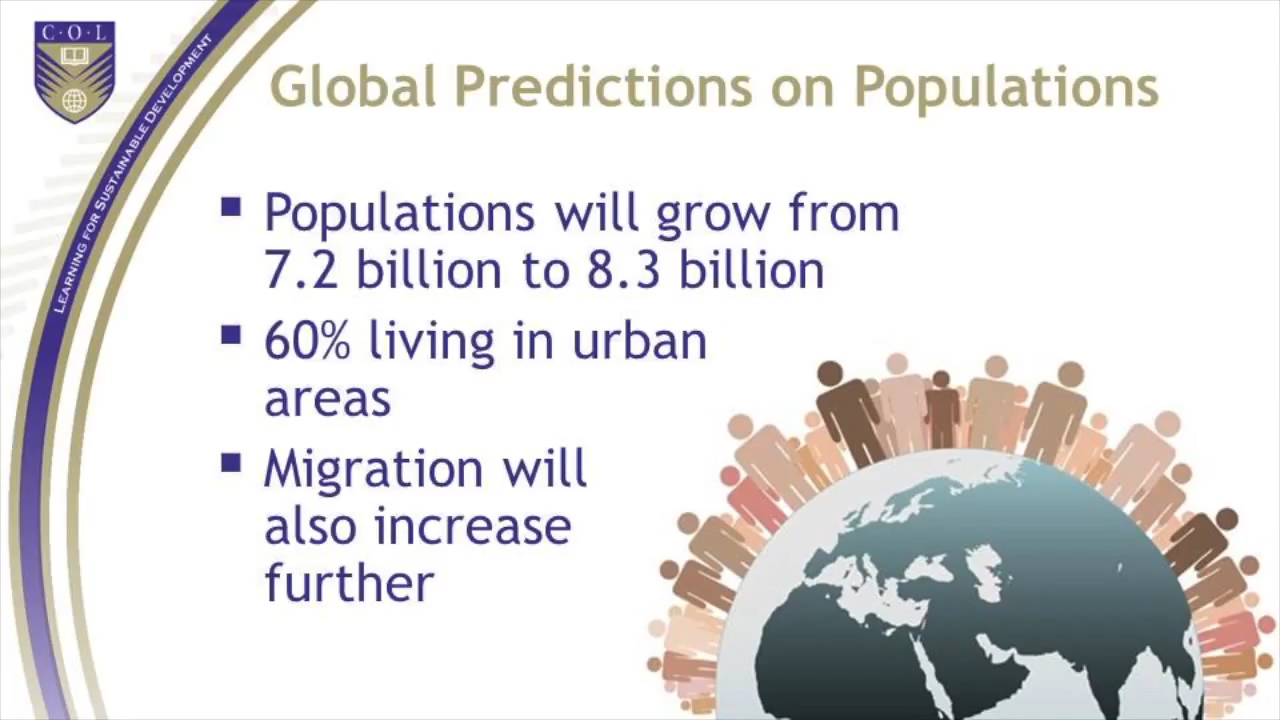 C·O·L
LEARNING FOR SUSTAINABLE DEVELOPMENT
Global Predictions on Populations
▪ Populations will grow from
7.2 billion to 8.3 billion
▪ 60% living in urban
areas
▪ Migration will
also increase
further